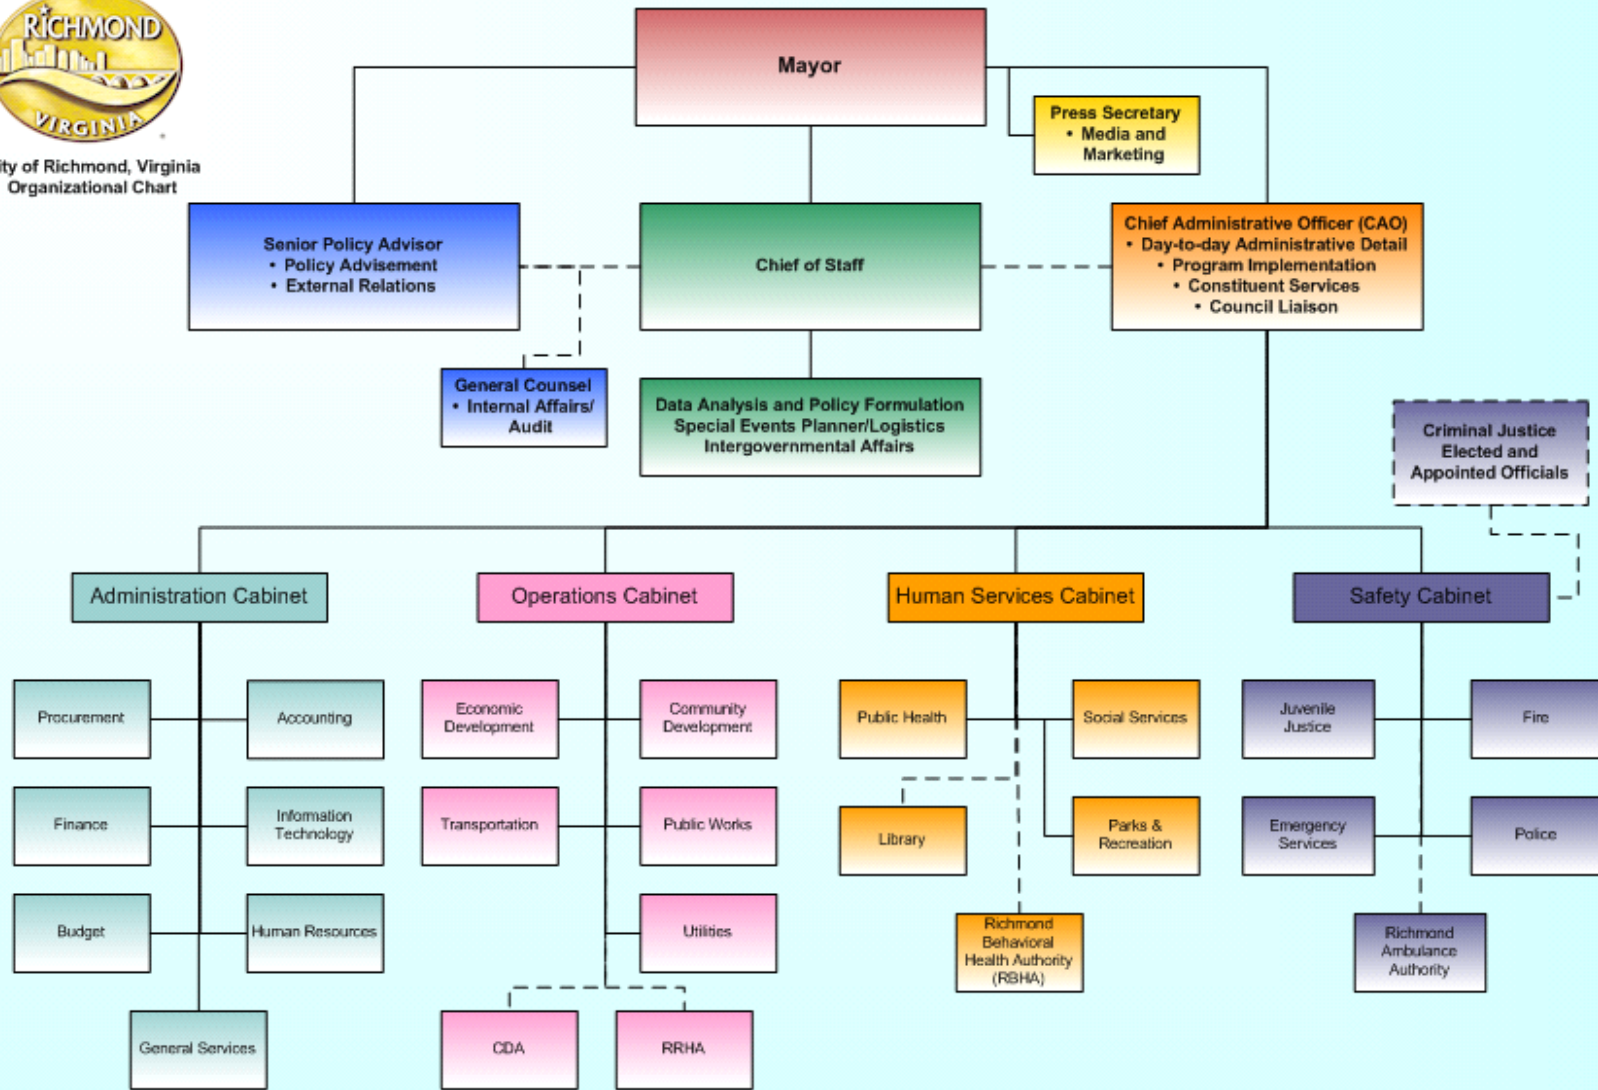 RICHMOND
VIRGINIA
ity of Richmond, Virginia
Organizational Chart
Mayor
Press Secretary
• Media and
Marketing
Senior Policy Advisor
• Policy Advisement
• External Relations
Chief of Staff
Chief Administrative Officer (CAO)
• Day-to-day Administrative Detail
• Program Implementation
• Constituent Services
• Council Liaison
General Counsel
• Internal Affairs/
Audit
Data Analysis and Policy Formulation
Special Events Planner/Logistics
Intergovernmental Affairs
Criminal Justice
Elected and
Appointed Officials
Administration Cabinet
Operations Cabinet
Human Services Cabinet
Safety Cabinet
Procurement
Accounting
Economic
Development
Community
Development
Public Health
Social Services
Juvenile
Justice
Fire
Finance
Information
Technology
Transportation
Public Works
Library
Parks &
Recreation
Emergency
Services
Police
Budget
Human Resources
Utilities
Richmond
Behavioral
Health Authority
(RBHA)
Richmond
Ambulance
Authority
General Services
CDA
RRHA